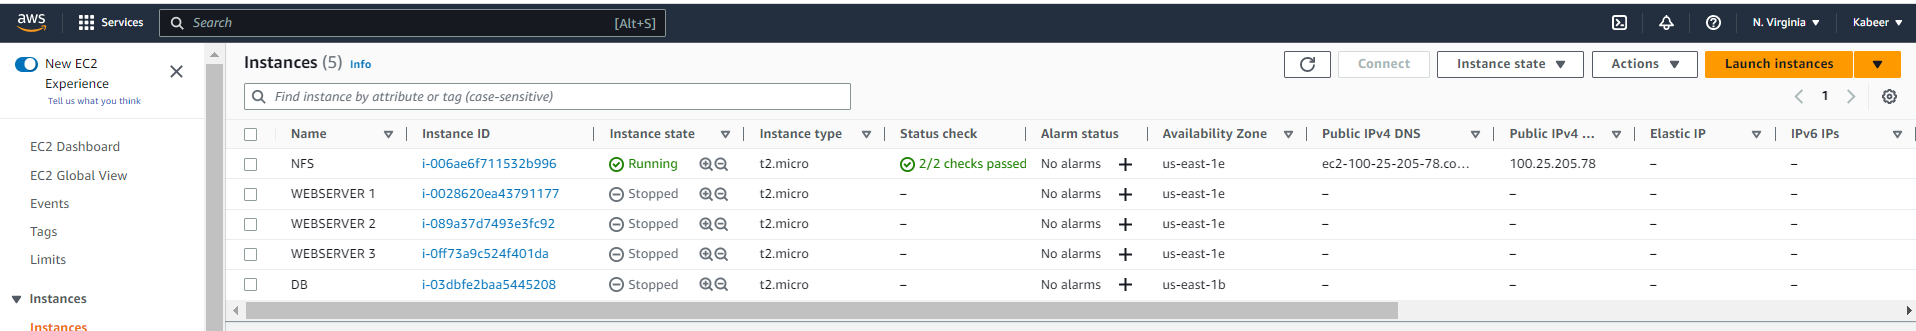 aws Services Search [Alt+S] N. Virginia Kabeer
New EC2
Experience
Tell us what you think
EC2 Dashboard
EC2 Global View
Events
Tags
Limits
Instances
Instances
Instances (5) Info Connect Instance state Actions Launch instances
Find instance by attribute or tag (case-sensitive) 1
Name Instance ID Instance state Instance type Status check Alarm status Availability Zone Public IPv4 DNS Public IPv4 ... Elastic IP IPv6 IPs
NFS i-006ae6f711532b996 Running t2.micro 2/2 checks passed No alarms + us-east-1e ec2-100-25-205-78.co... 100.25.205.78 – –
WEBSERVER 1 i-0028620ea43791177 Stopped t2.micro – No alarms + us-east-1e – – – –
WEBSERVER 2 i-089a37d7493e3fc92 Stopped t2.micro – No alarms + us-east-1e – – – –
WEBSERVER 3 i-0ff73a9c524f401da Stopped t2.micro – No alarms + us-east-1e – – – –
DB i-03dbfe2baa5445208 Stopped t2.micro – No alarms + us-east-1b – – – –